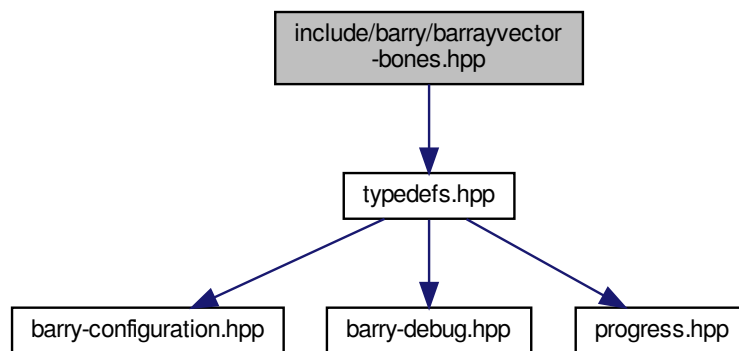 include/barry/barrayvector
-bones.hpp
typedefs.hpp
barry-configuration.hpp
barry-debug.hpp
progress.hpp